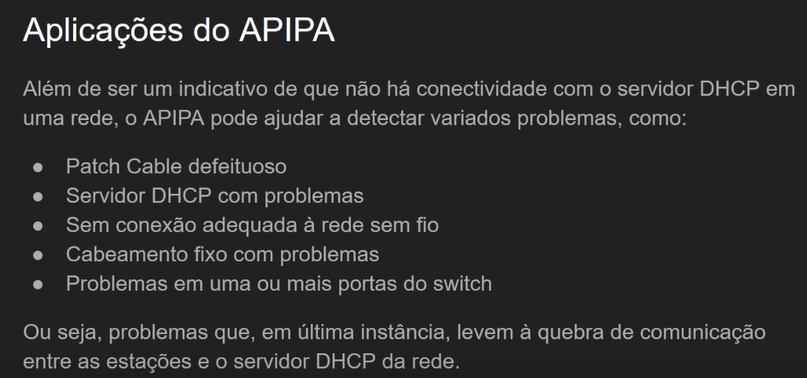 Aplicações do APIPA
Além de ser um indicativo de que não há conectividade com o servidor DHCP em
uma rede, o APIPA pode ajudar a detectar variados problemas, como:
● Patch Cable defeituoso
● Servidor DHCP com problemas
● Sem conexão adequada à rede sem fio
● Cabeamento fixo com problemas
● Problemas em uma ou mais portas do switch
Ou seja, problemas que, em última instância, levem à quebra de comunicação
entre as estações e o servidor DHCP da rede.